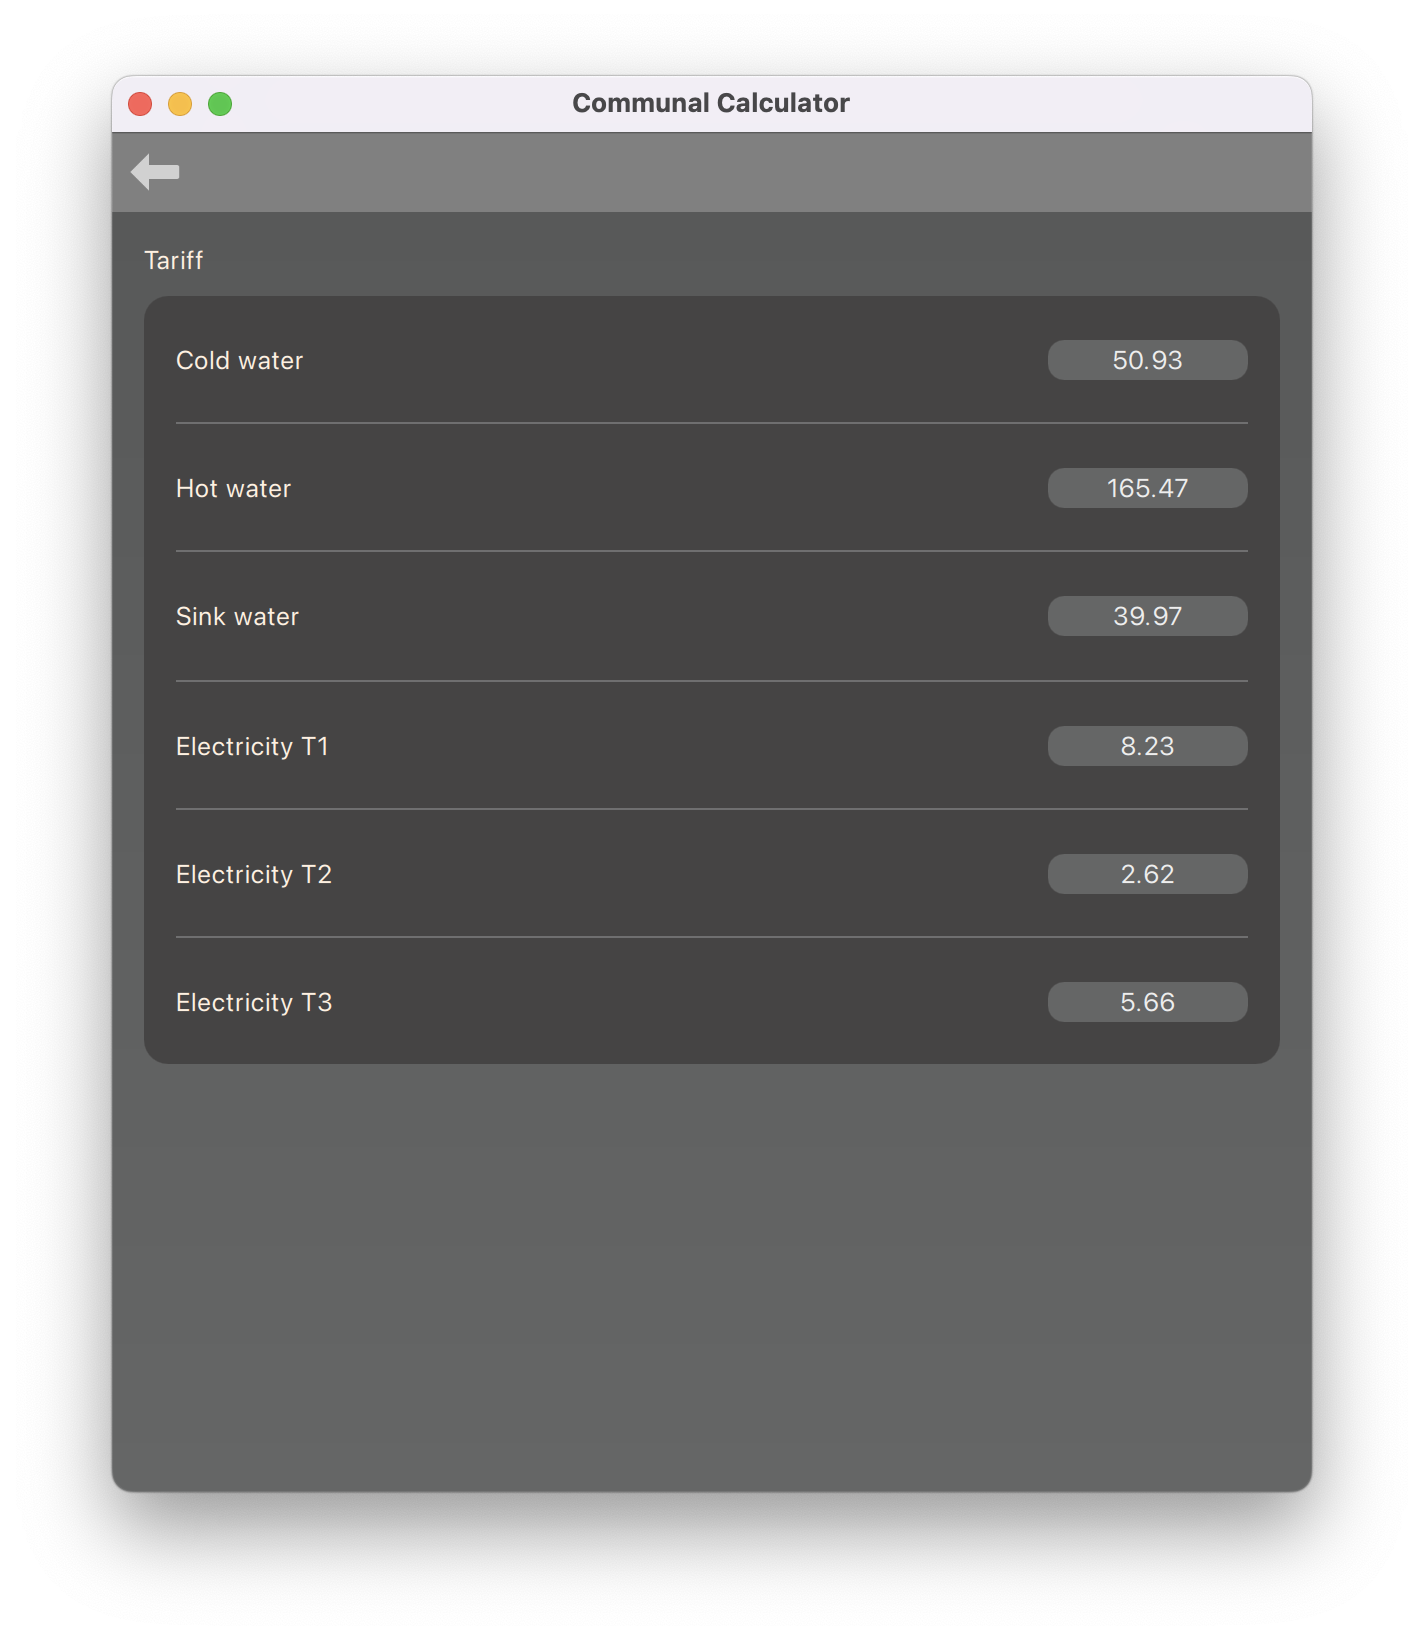 Communal Calculator
Tariff
Cold water 50.93
Hot water 165.47
Sink water 39.97
Electricity T1 8.23
Electricity T2 2.62
Electricity T3 5.66